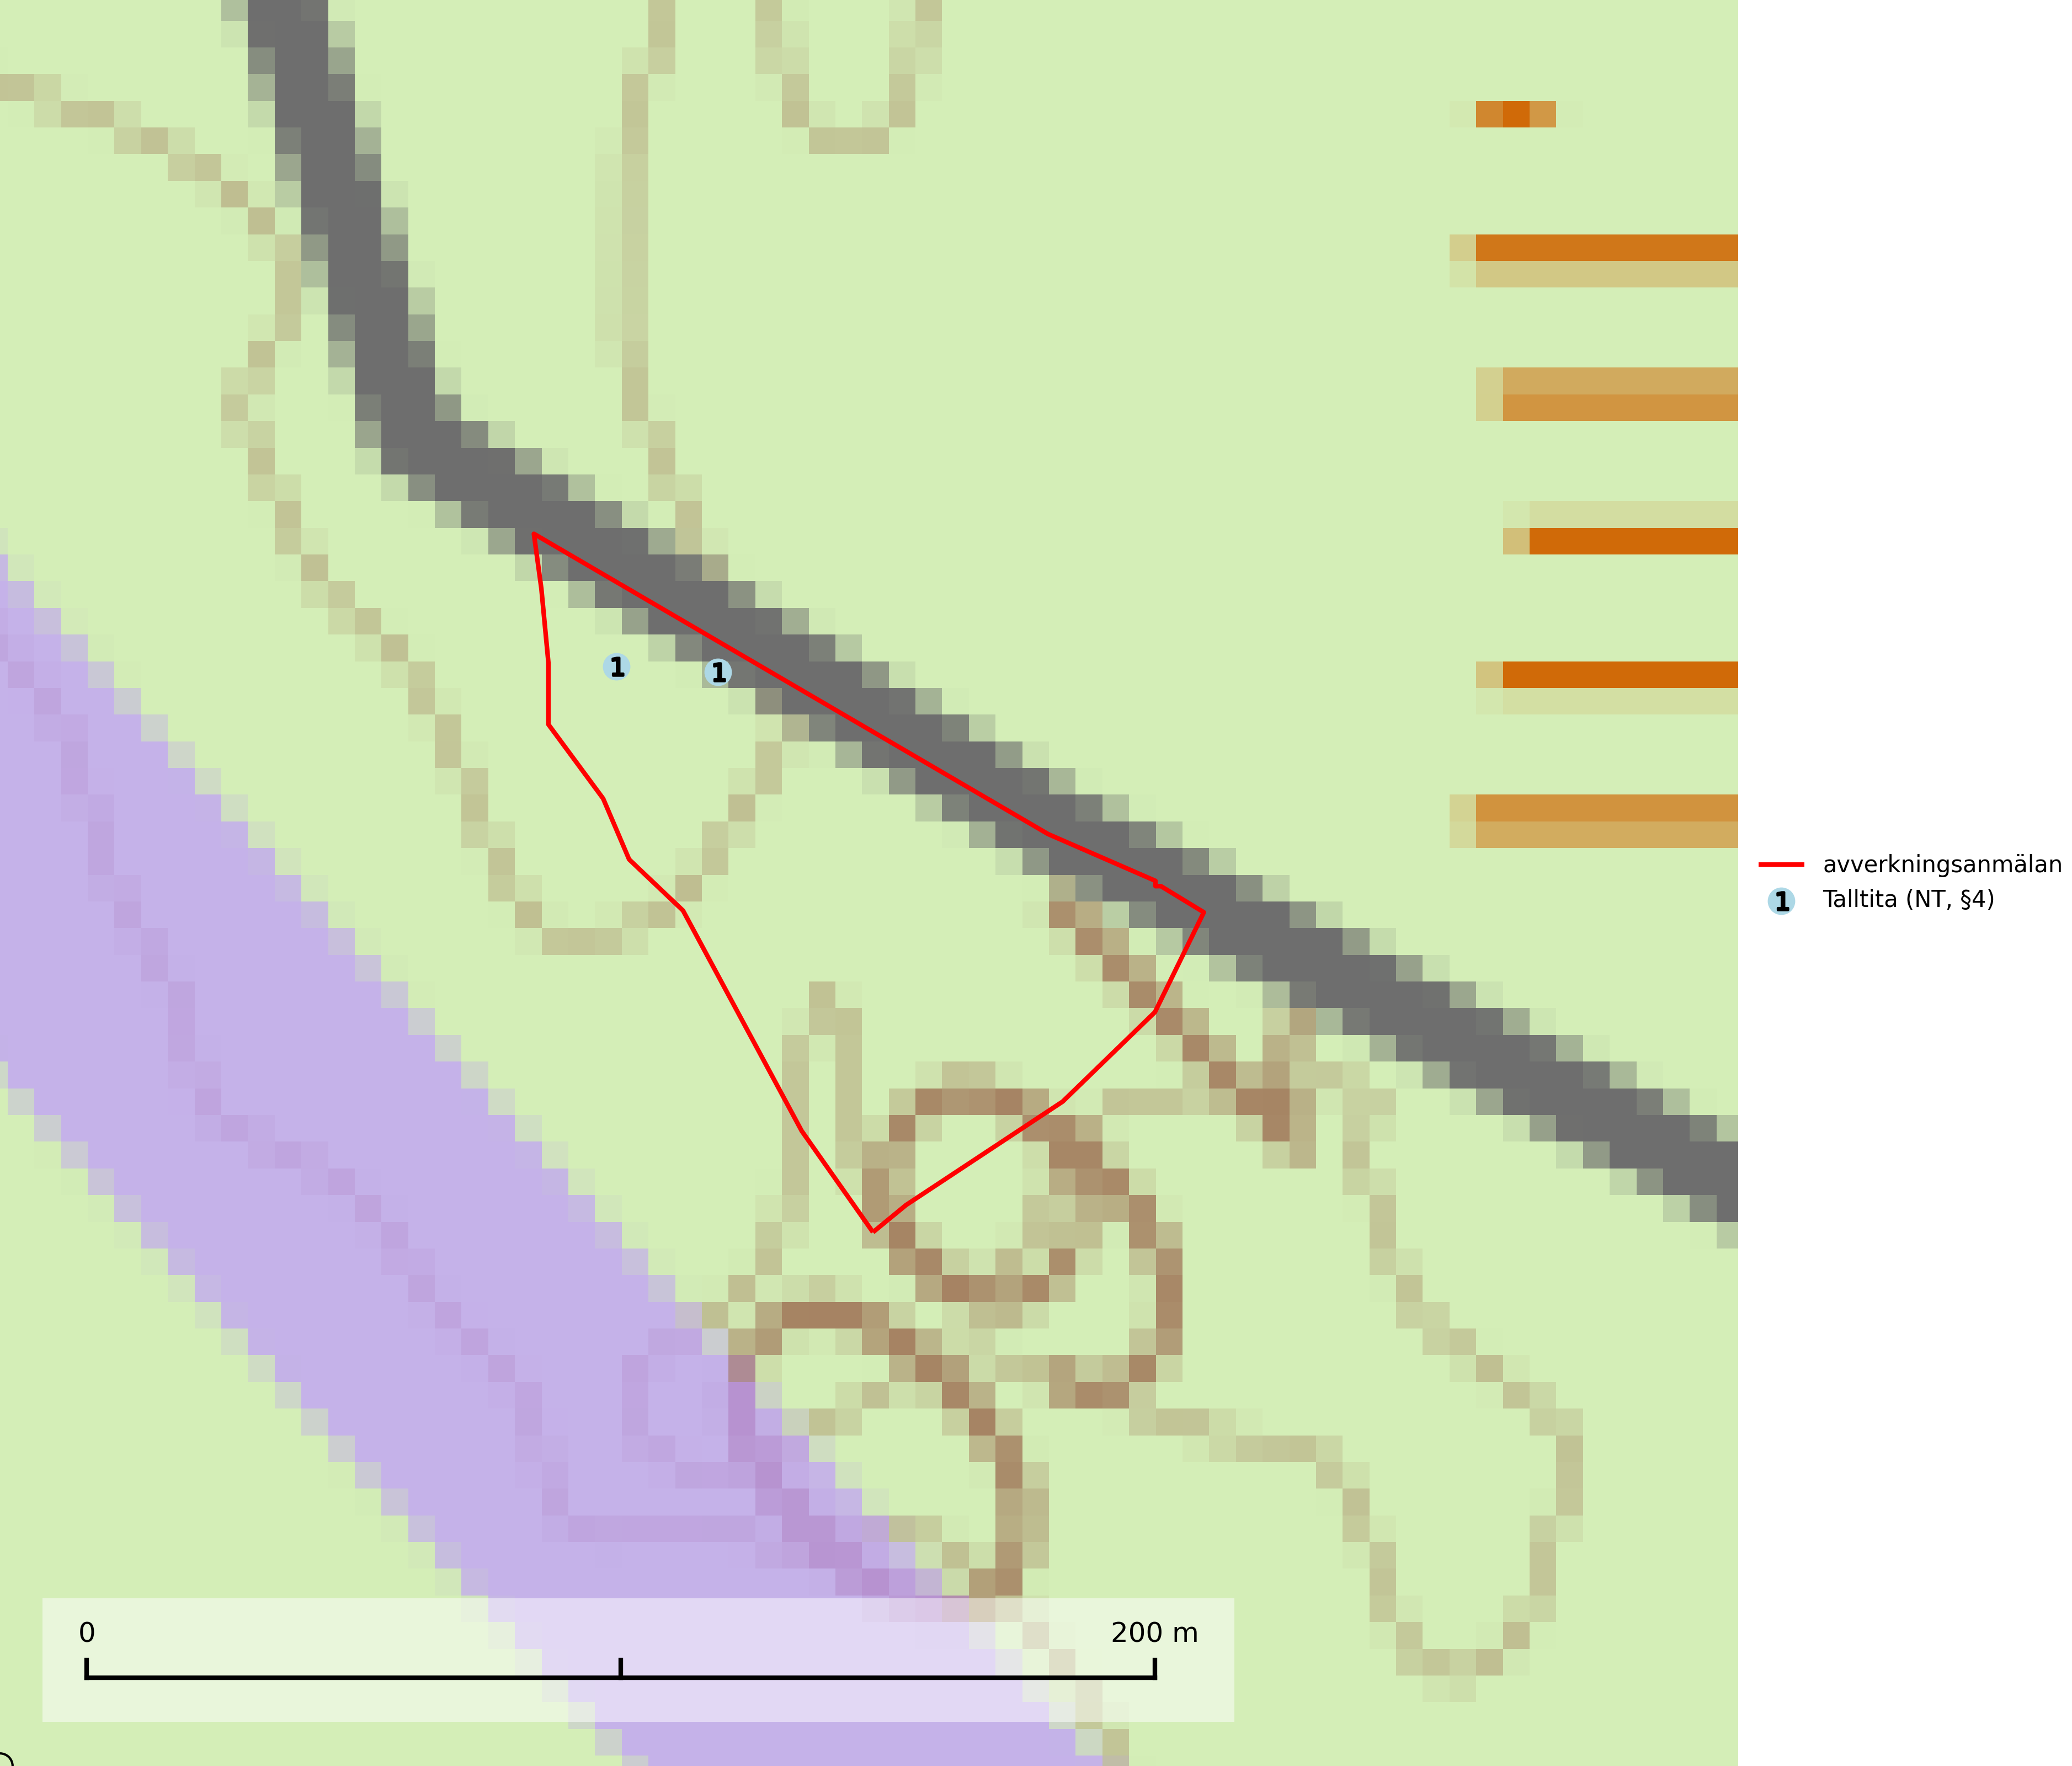 1
1
avverkningsanmälan
1 Talltita (NT, §4)
0 200 m